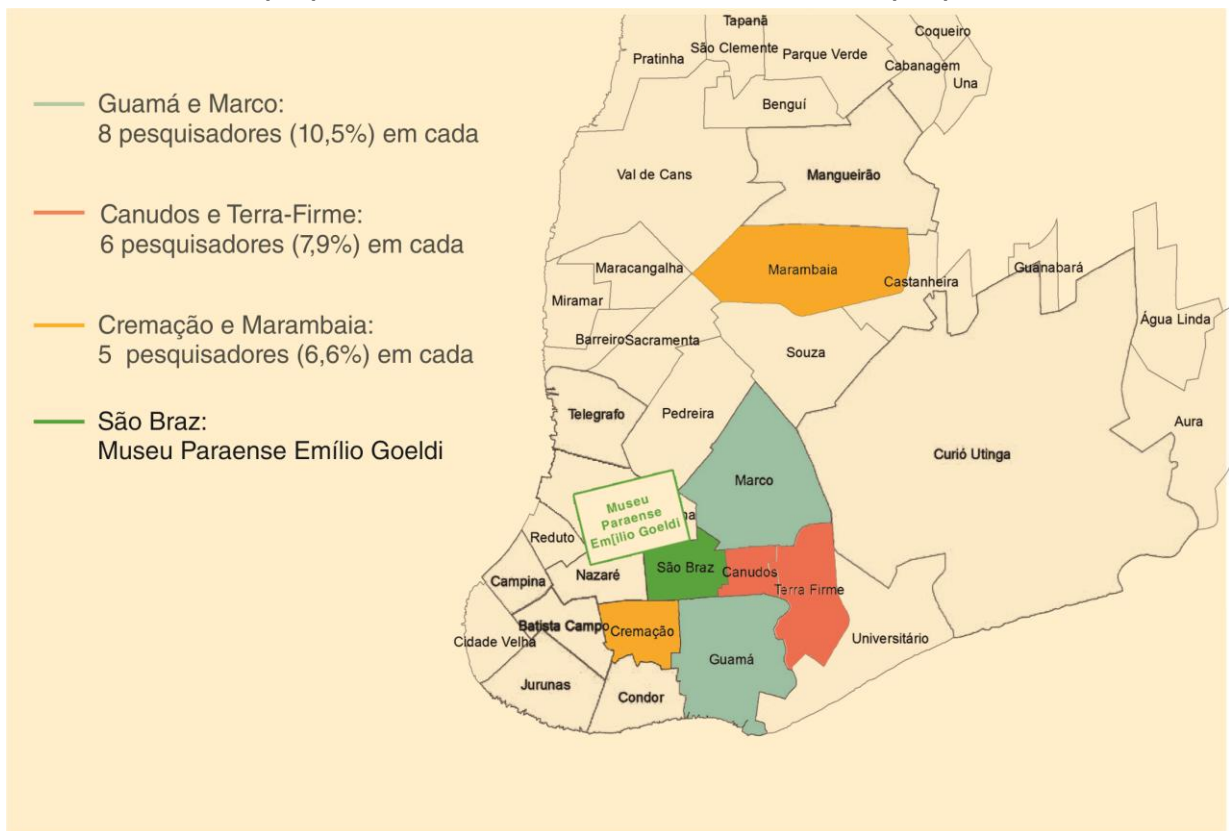 Guamá e Marco:
8 pesquisadores (10,5%) em cada
Canudos e Terra-Firme:
6 pesquisadores (7,9%) em cada
Cremação e Marambaia:
5 pesquisadores (6,6%) em cada
São Braz:
Museu Paraense Emílio Goeldi
Tapanã
Coqueiro
São Clemente
Pratinha
Parque Verde
Cabanagem
Una
Benguí
Val de Cans
Mangueirão
Maracangalha
Marambaia
Castanheira
Guanabará
Miramar
Água Linda
Barreiro
Sacramenta
Souza
Telegrafo
Pedreira
Aura
Curió Utinga
Marco
Museu
Paraense
Em[ilio Goeldi
na
Reduto
Campina
Nazaré
São Braz
Canudos
Terra Firme
Batista Campo
Cidade Velha
Cremação
Universitário
Guamá
Jurunas
Condor